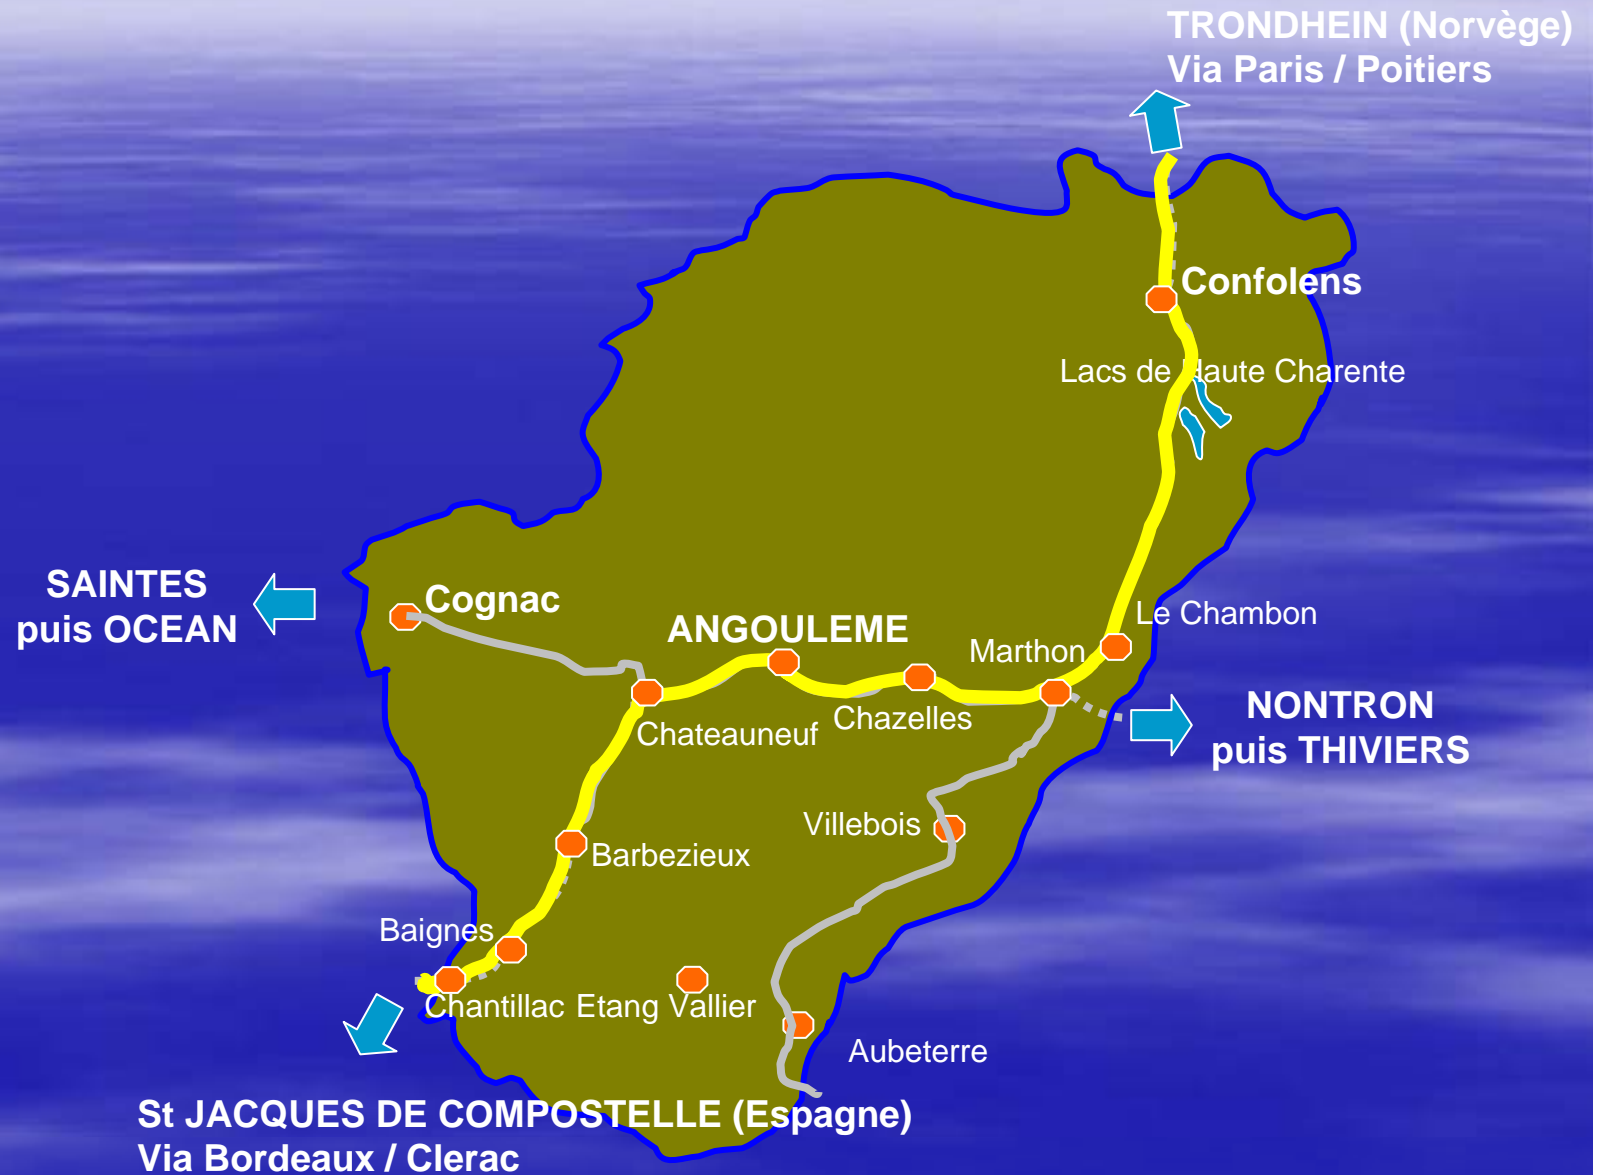 TRONDHEIN (Norvège)
Via Paris / Poitiers
Confolens
Lacs de Haute Charente
SAINTES
puis OCEAN
Cognac
ANGOULEME
Le Chambon
Marthon
Chateauneuf
Chazelles
NONTRON
puis THIVIERS
Villebois
Barbezieux
Baignes
Chantillac
Etang Vallier
Aubeterre
St JACQUES DE COMPOSTELLE (Espagne)
Via Bordeaux / Clerac